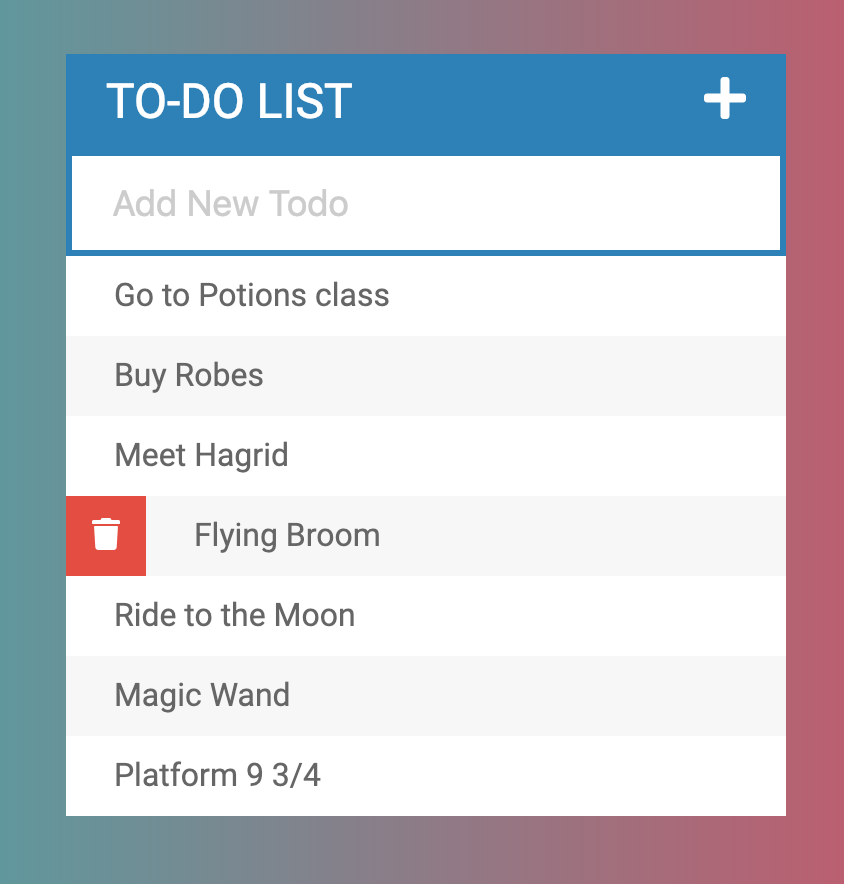 TO-DO LIST
Add New Todo
Go to Potions class
Buy Robes
Meet Hagrid
Flying Broom
Ride to the Moon
Magic Wand
Platform 9 3/4